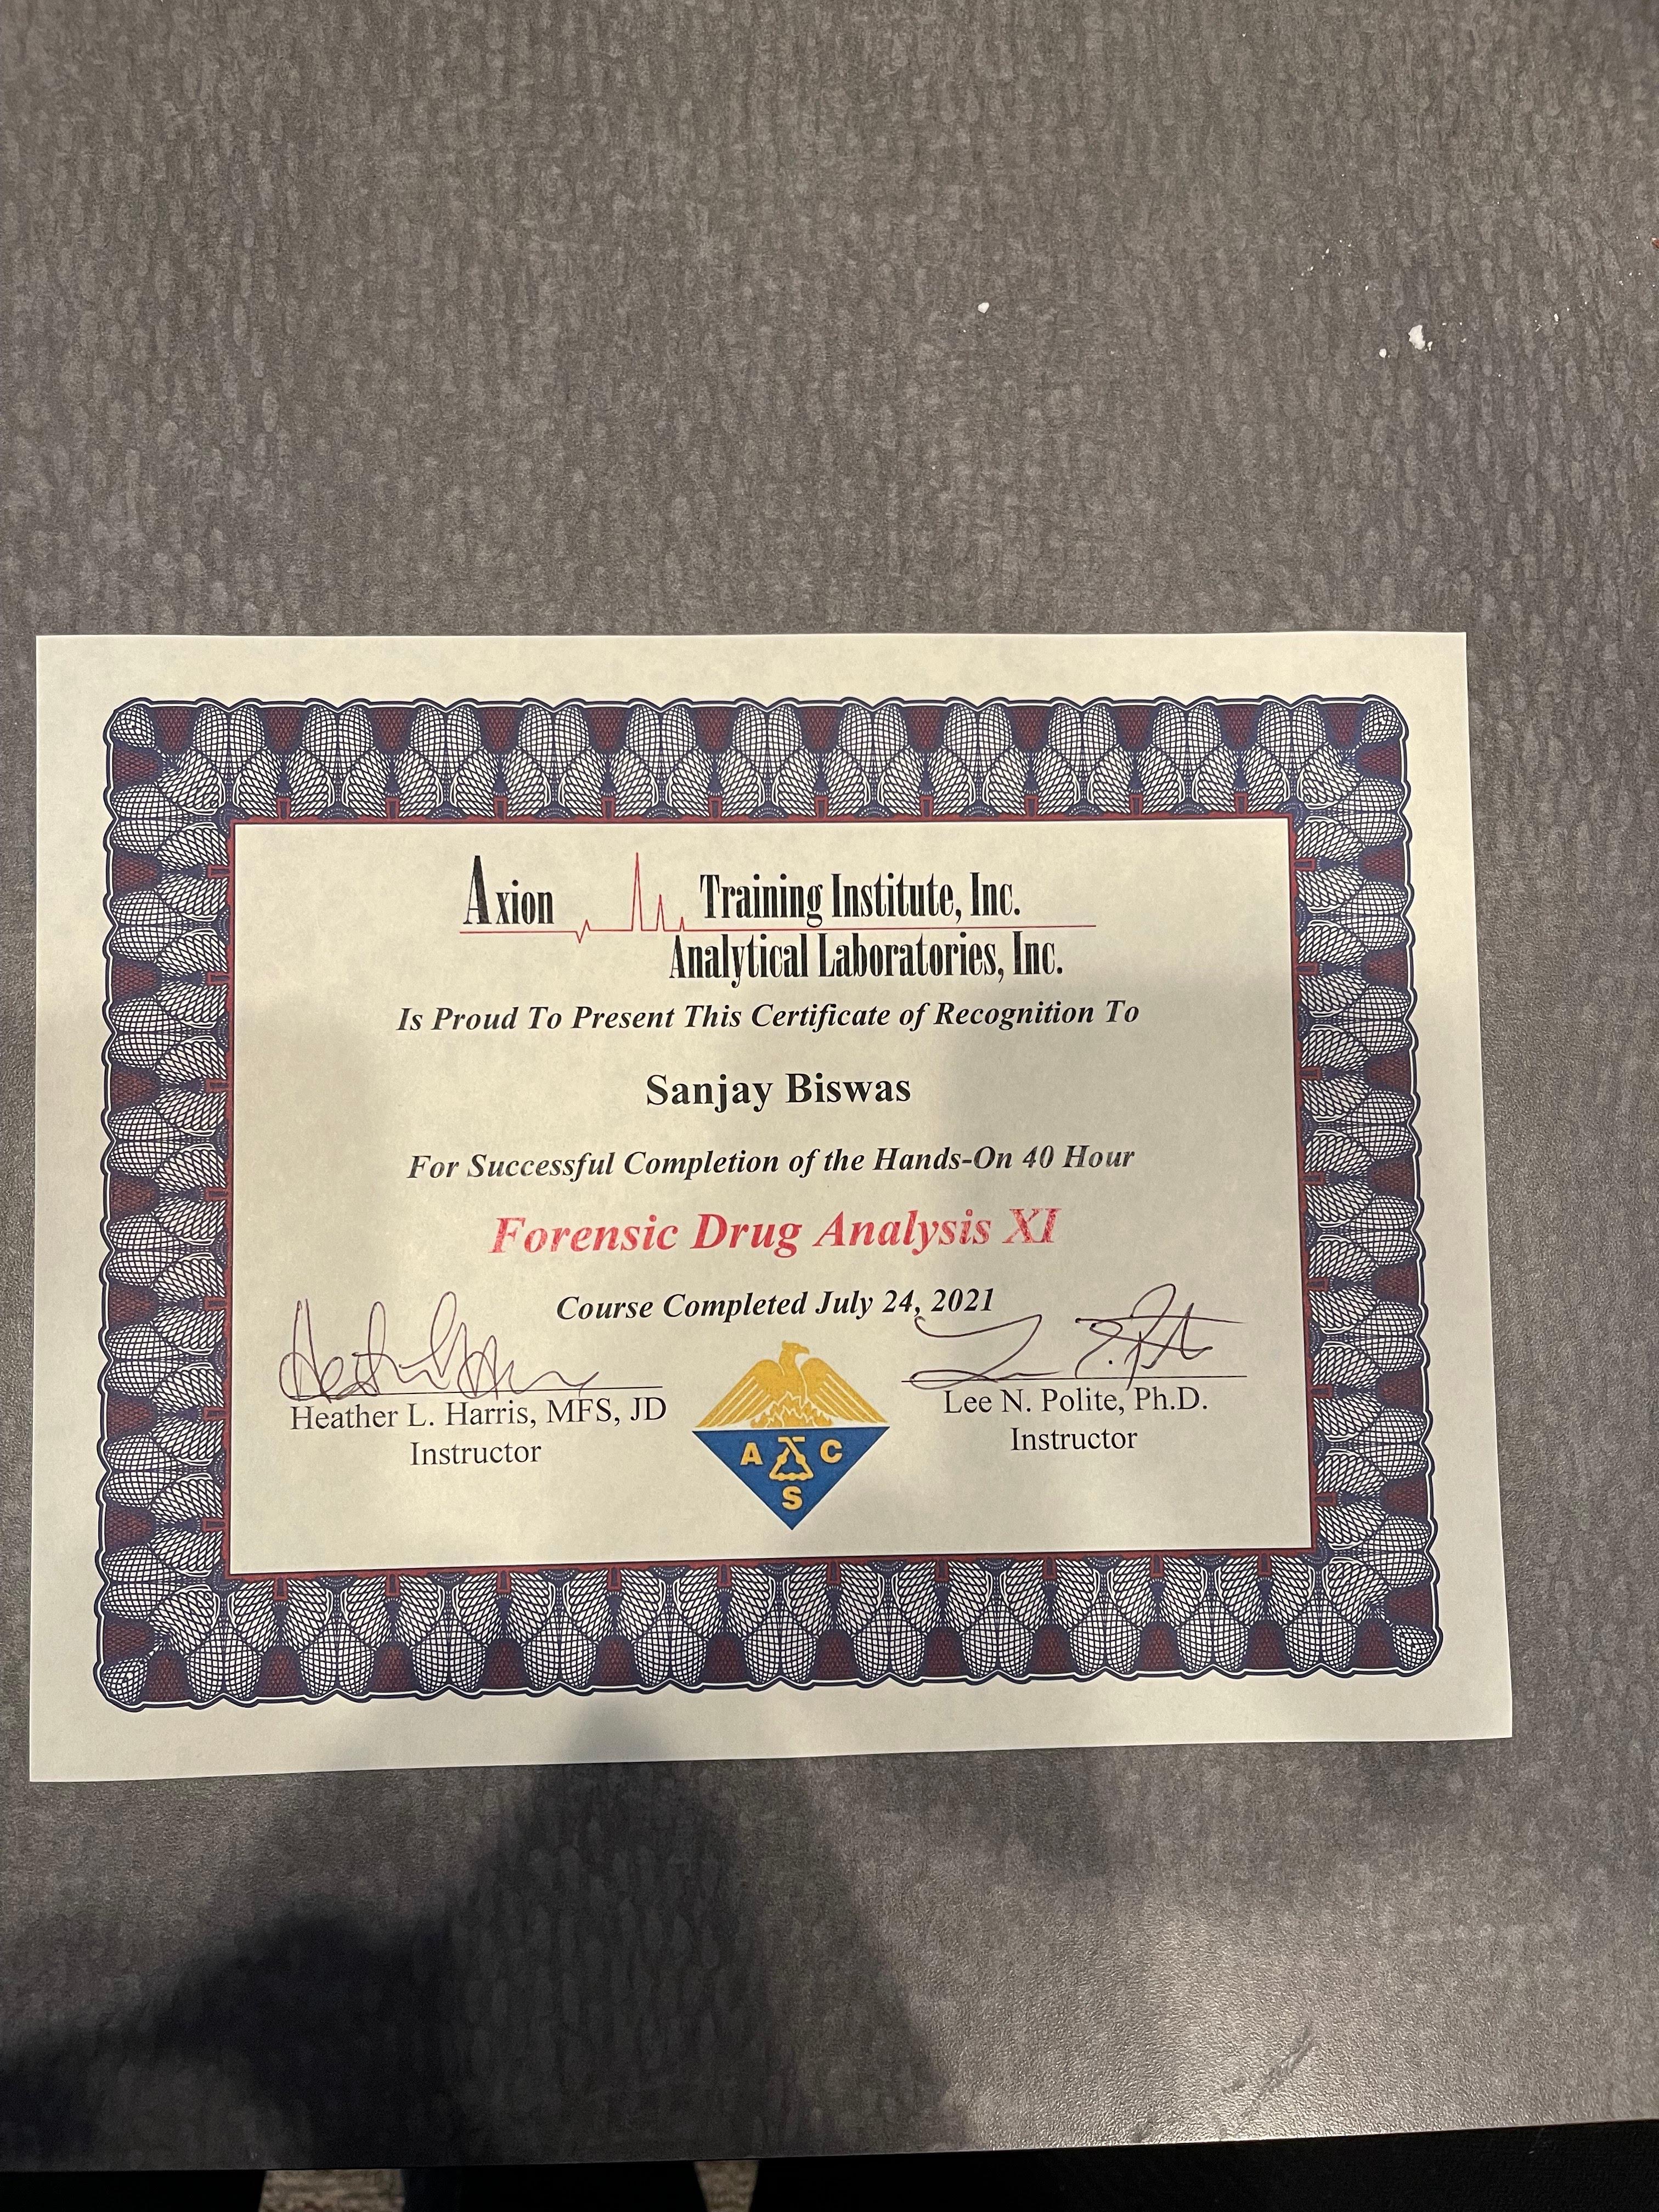 Axion Training Institute, Inc.
Analytical Laboratories, Inc.
Is Proud To Present This Certificate of Recognition To
Sanjay Biswas
For Successful Completion of the Hands-On 40 Hour
Forensic Drug Analysis XI
Course Completed July 24, 2021
Heather L. Harris, MFS, JD
Instructor
A C
S
Lee N. Polite, Ph.D.
Instructor